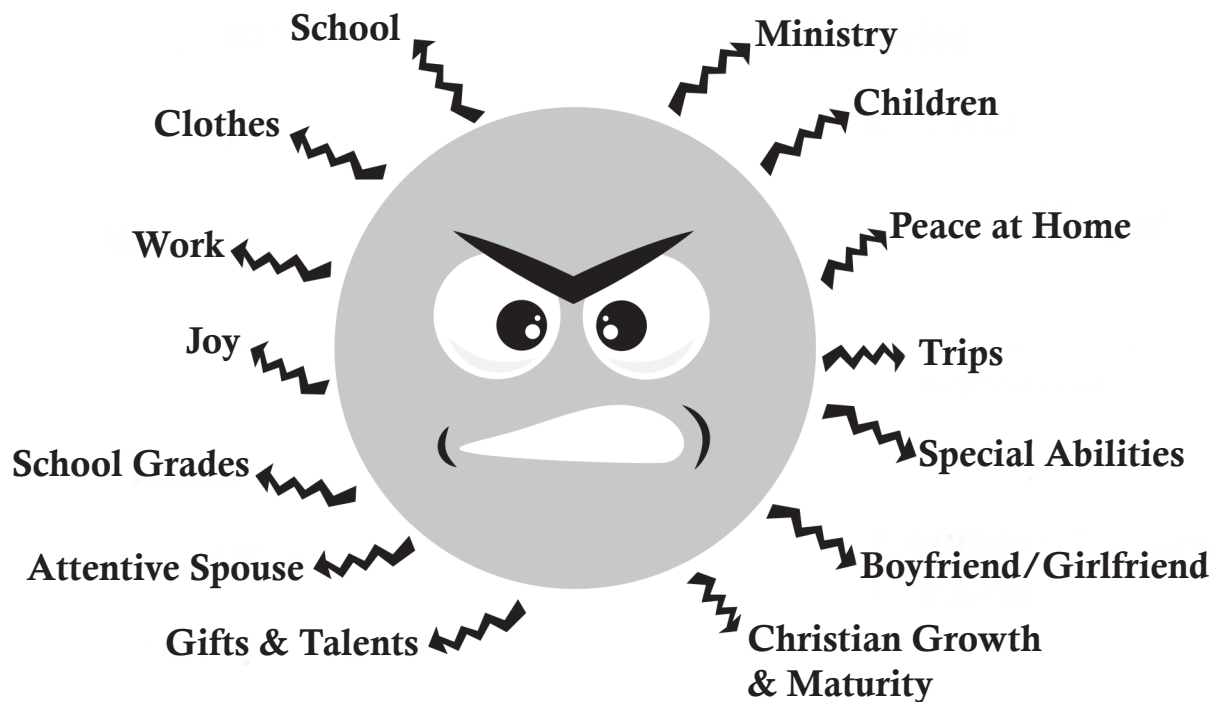 School
Ministry
Clothes
Children
Work
Peace at Home
Joy
Trips
School Grades
Special Abilities
Attentive Spouse
Boyfriend/Girlfriend
Gifts & Talents
Christian Growth
& Maturity